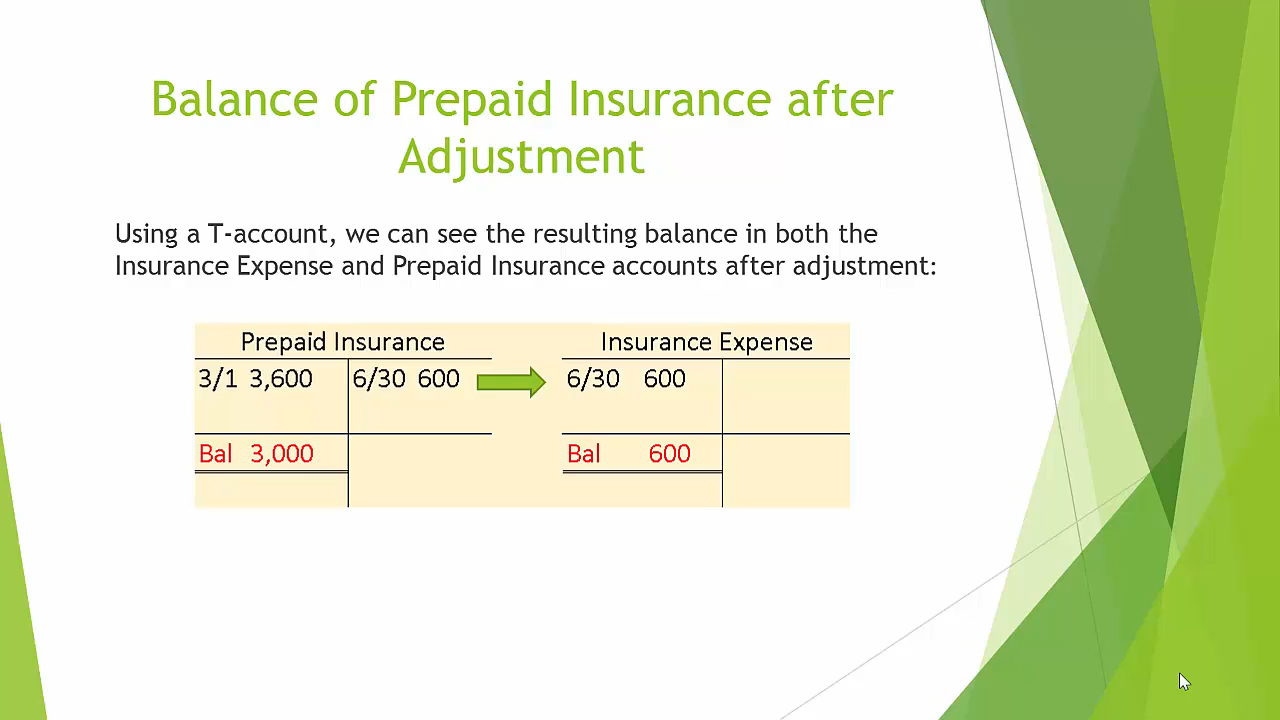 Balance of Prepaid Insurance after
Adjustment
Using a T-account, we can see the resulting balance in both the
Insurance Expense and Prepaid Insurance accounts after adjustment:
Prepaid Insurance Insurance Expense
3/1 3,600 6/30 600 6/30 600
Bal 3,000 Bal 600